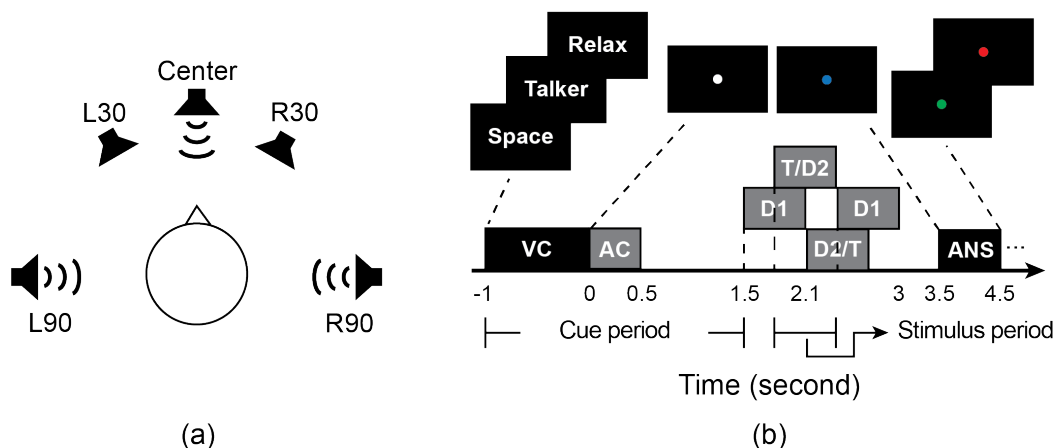 Center
L30
R30
L90
R90
(a)
Relax
Talker
Space
T/D2
D1
D1
VC
AC
D2/T
ANS
...
-1
0
0.5
1.5
2.1
3
3.5
4.5
Cue period
Stimulus period
Time (second)
(b)